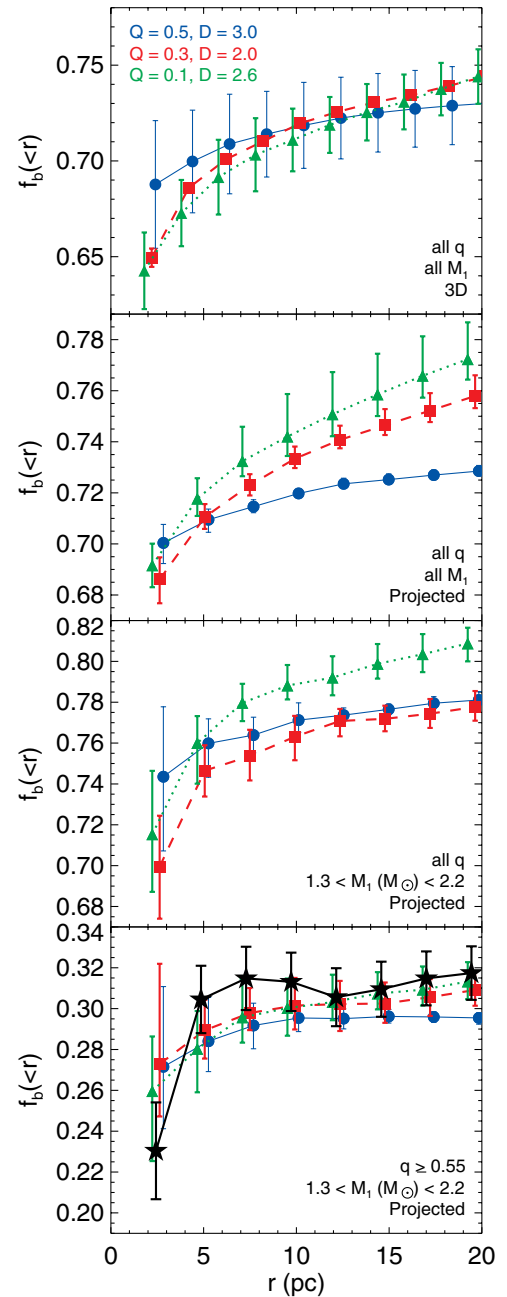 Q = 0.5, D = 3.0
Q = 0.3, D = 2.0
Q = 0.1, D = 2.6
0.75
0.70
0.65
f_b(<r)
all q
all M_1
3D
0.78
0.76
0.74
0.72
0.70
0.68
f_b(<r)
all q
all M_1
Projected
0.82
0.80
0.78
0.76
0.74
0.72
0.70
0.68
f_b(<r)
all q
1.3 < M_1 (M_⊙) < 2.2
Projected
0.34
0.32
0.30
0.28
0.26
0.24
0.22
0.20
f_b(<r)
q ≥ 0.55
1.3 < M_1 (M_⊙) < 2.2
Projected
0 5 10 15 20
r (pc)